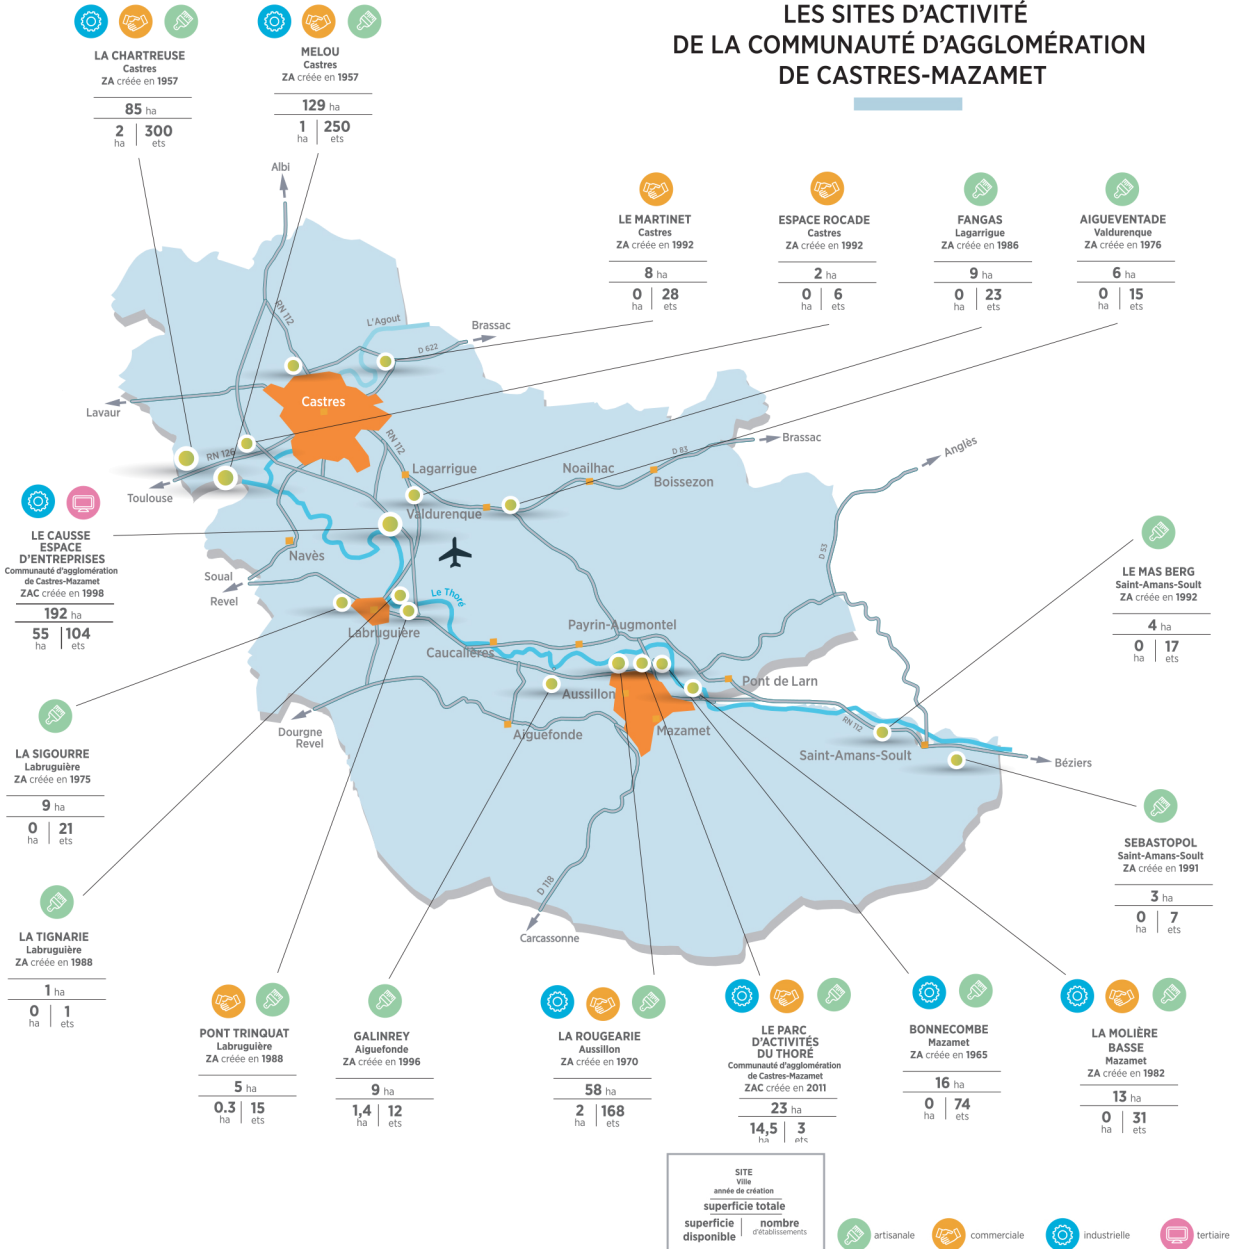 LES SITES D'ACTIVITÉ
DE LA COMMUNAUTÉ D'AGGLOMÉRATION
DE CASTRES-MAZAMET
LA CHARTREUSE
Castres
ZA créée en 1957
85 ha
2 300
ha ets
MELOU
Castres
ZA créée en 1957
129 ha
1 250
ha ets
LE MARTINET
Castres
ZA créée en 1992
8 ha
0 28
ha ets
ESPACE ROCADE
Castres
ZA créée en 1992
2 ha
0 6
ha ets
FANGAS
Lagarrigue
ZA créée en 1986
9 ha
0 23
ha ets
AIGUEVENTADE
Valdurenque
ZA créée en 1976
6 ha
0 15
ha ets
Albi
RN 112
L'Agout
Brassac
D 622
Castres
Lavaur
RN 126
RN 112
Toulouse
Lagarrigue
Noailhac
D 83
Brassac
Boissezon
Anglès
Valdurenque
D 53
Navès
Soual
Revel
Le Thoré
Labruguière
Payrin-Augmontel
Caucalières
Aussillon
Pont de Larn
Dourgne
Revel
Aiguefonde
Mazamet
RN 112
Saint-Amans-Soult
Béziers
D 118
Carcassonne
LE CAUSSE
ESPACE
D'ENTREPRISES
Communauté d'agglomération
de Castres-Mazamet
ZAC créée en 1998
192 ha
55 104
ha ets
LE MAS BERG
Saint-Amans-Soult
ZA créée en 1992
4 ha
0 17
ha ets
LA SIGOURRE
Labruguière
ZA créée en 1975
9 ha
0 21
ha ets
SEBASTOPOL
Saint-Amans-Soult
ZA créée en 1991
3 ha
0 7
ha ets
LA TIGNARIE
Labruguière
ZA créée en 1988
1 ha
0 1
ha ets
PONT TRINQUAT
Labruguière
ZA créée en 1988
5 ha
0.3 15
ha ets
GALINREY
Aiguefonde
ZA créée en 1996
9 ha
1,4 12
ha ets
LA ROUGEARIE
Aussillon
ZA créée en 1970
58 ha
2 168
ha ets
LE PARC
D'ACTIVITÉS
DU THORÉ
Communauté d'agglomération
de Castres-Mazamet
ZAC créée en 2011
23 ha
14,5 3
ha ets
BONNECOMBE
Mazamet
ZA créée en 1965
16 ha
0 74
ha ets
LA MOLIÈRE
BASSE
Mazamet
ZA créée en 1982
13 ha
0 31
ha ets
SITE
Ville
année de création
superficie totale
superficie nombre
disponible d'établissements
artisanale
commerciale
industrielle
tertiaire